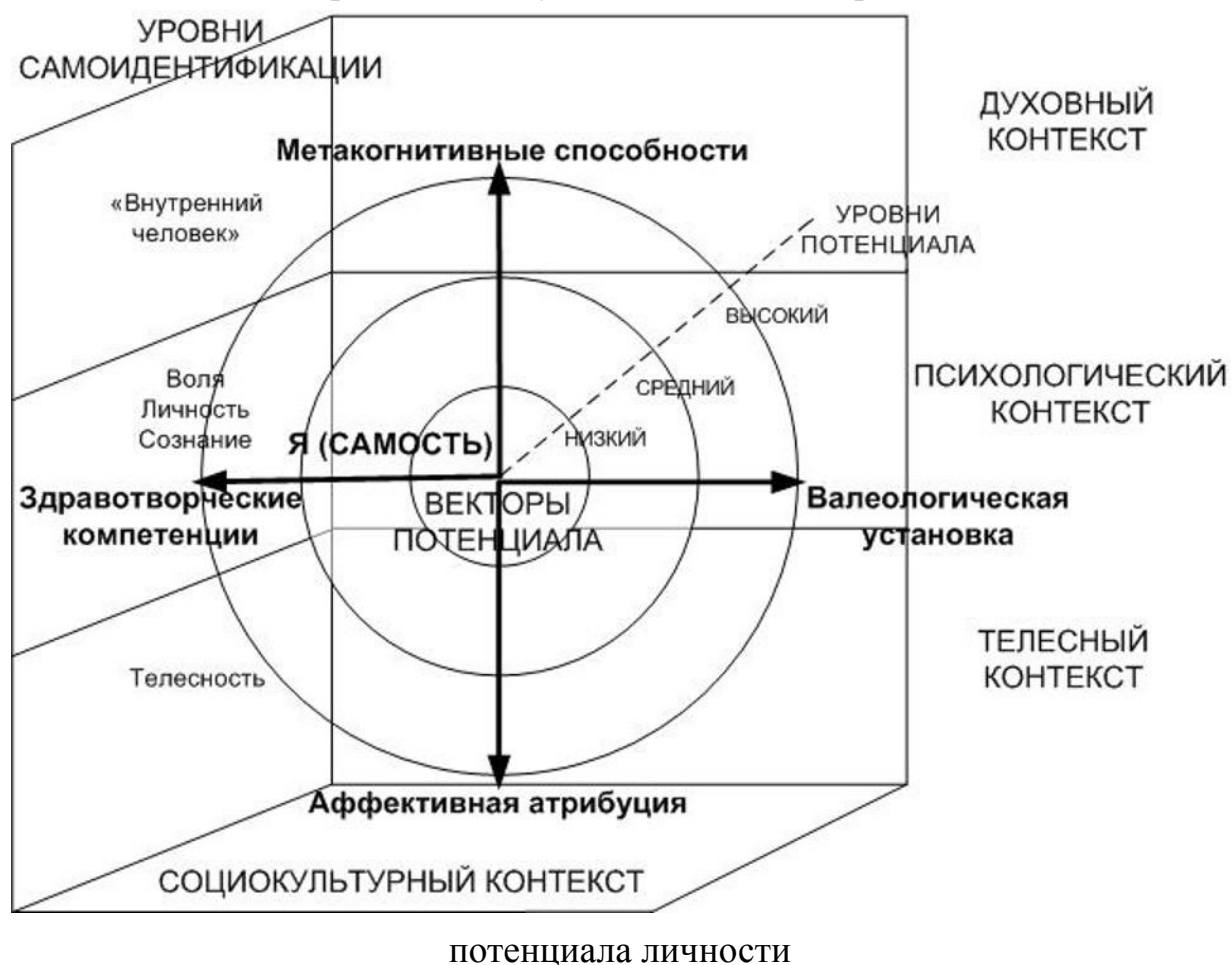 УРОВНИ
САМОИДЕНТИФИКАЦИИ
ДУХОВНЫЙ
КОНТЕКСТ
Метакогнитивные способности
«Внутренний
человек»
УРОВНИ
ПОТЕНЦИАЛА
ВЫСОКИЙ
ПСИХОЛОГИЧЕСКИЙ
КОНТЕКСТ
СРЕДНИЙ
Воля
Личность
Сознание
Я (САМОСТЬ)
НИЗКИЙ
Здравотворческие
компетенции
ВЕКТОРЫ
ПОТЕНЦИАЛА
Валеологическая
установка
ТЕЛЕСНЫЙ
КОНТЕКСТ
Телесность
Аффективная атрибуция
СОЦИОКУЛЬТУРНЫЙ КОНТЕКСТ
потенциала личности